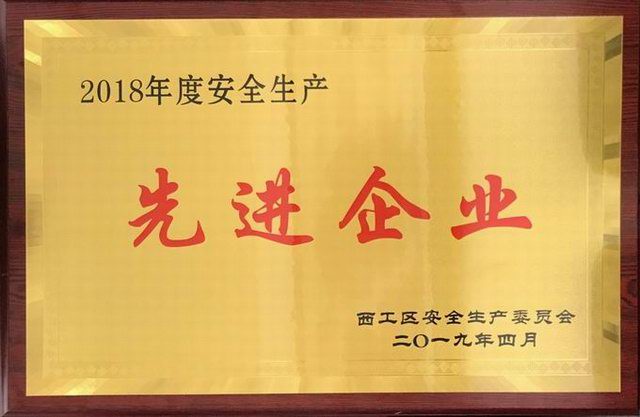 2018年度安全生产
先进企业
西工区安全生产委员会
二〇一九年四月